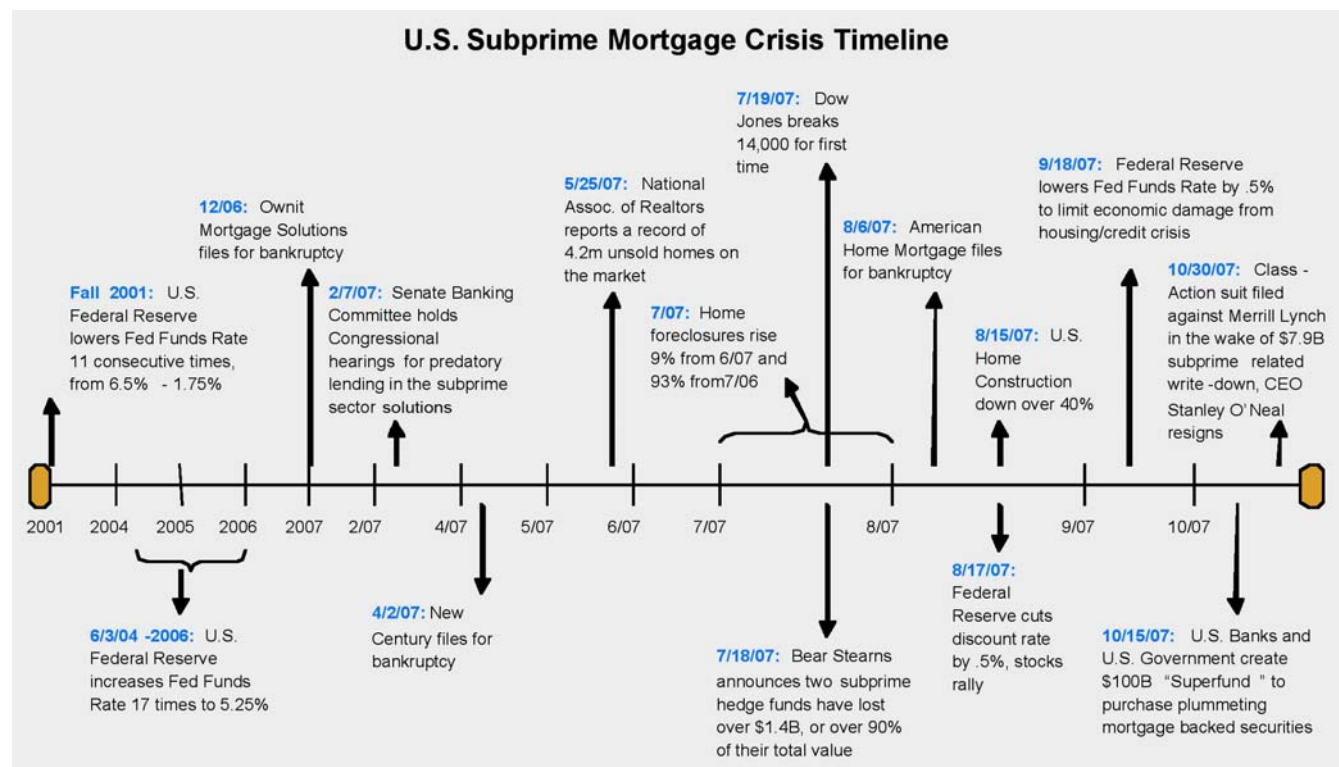 U.S. Subprime Mortgage Crisis Timeline
7/19/07: Dow
Jones breaks
14,000 for first
time
9/18/07: Federal Reserve
lowers Fed Funds Rate by .5%
to limit economic damage from
housing/credit crisis
5/25/07: National
Assoc. of Realtors
reports a record of
4.2m unsold homes on
the market
12/06: Ownit
Mortgage Solutions
files for bankruptcy
8/6/07: American
Home Mortgage files
for bankruptcy
10/30/07: Class -
Action suit filed
against Merrill Lynch
in the wake of $7.9B
subprime related
write -down, CEO
Stanley O'Neal
resigns
Fall 2001: U.S.
Federal Reserve
lowers Fed Funds Rate
11 consecutive times,
from 6.5% - 1.75%
2/7/07: Senate Banking
Committee holds
Congressional
hearings for predatory
lending in the subprime
sector solutions
7/07: Home
foreclosures rise
9% from 6/07 and
93% from7/06
8/15/07: U.S.
Home
Construction
down over 40%
2001 2004 2005 2006 2007 2/07 4/07 5/07 6/07 7/07 8/07 9/07 10/07
6/3/04 -2006: U.S.
Federal Reserve
increases Fed Funds
Rate 17 times to 5.25%
4/2/07: New
Century files for
bankruptcy
7/18/07: Bear Stearns
announces two subprime
hedge funds have lost
over $1.4B, or over 90%
of their total value
8/17/07:
Federal
Reserve cuts
discount rate
by .5%, stocks
rally
10/15/07: U.S. Banks and
U.S. Government create
$100B "Superfund " to
purchase plummeting
mortgage backed securities